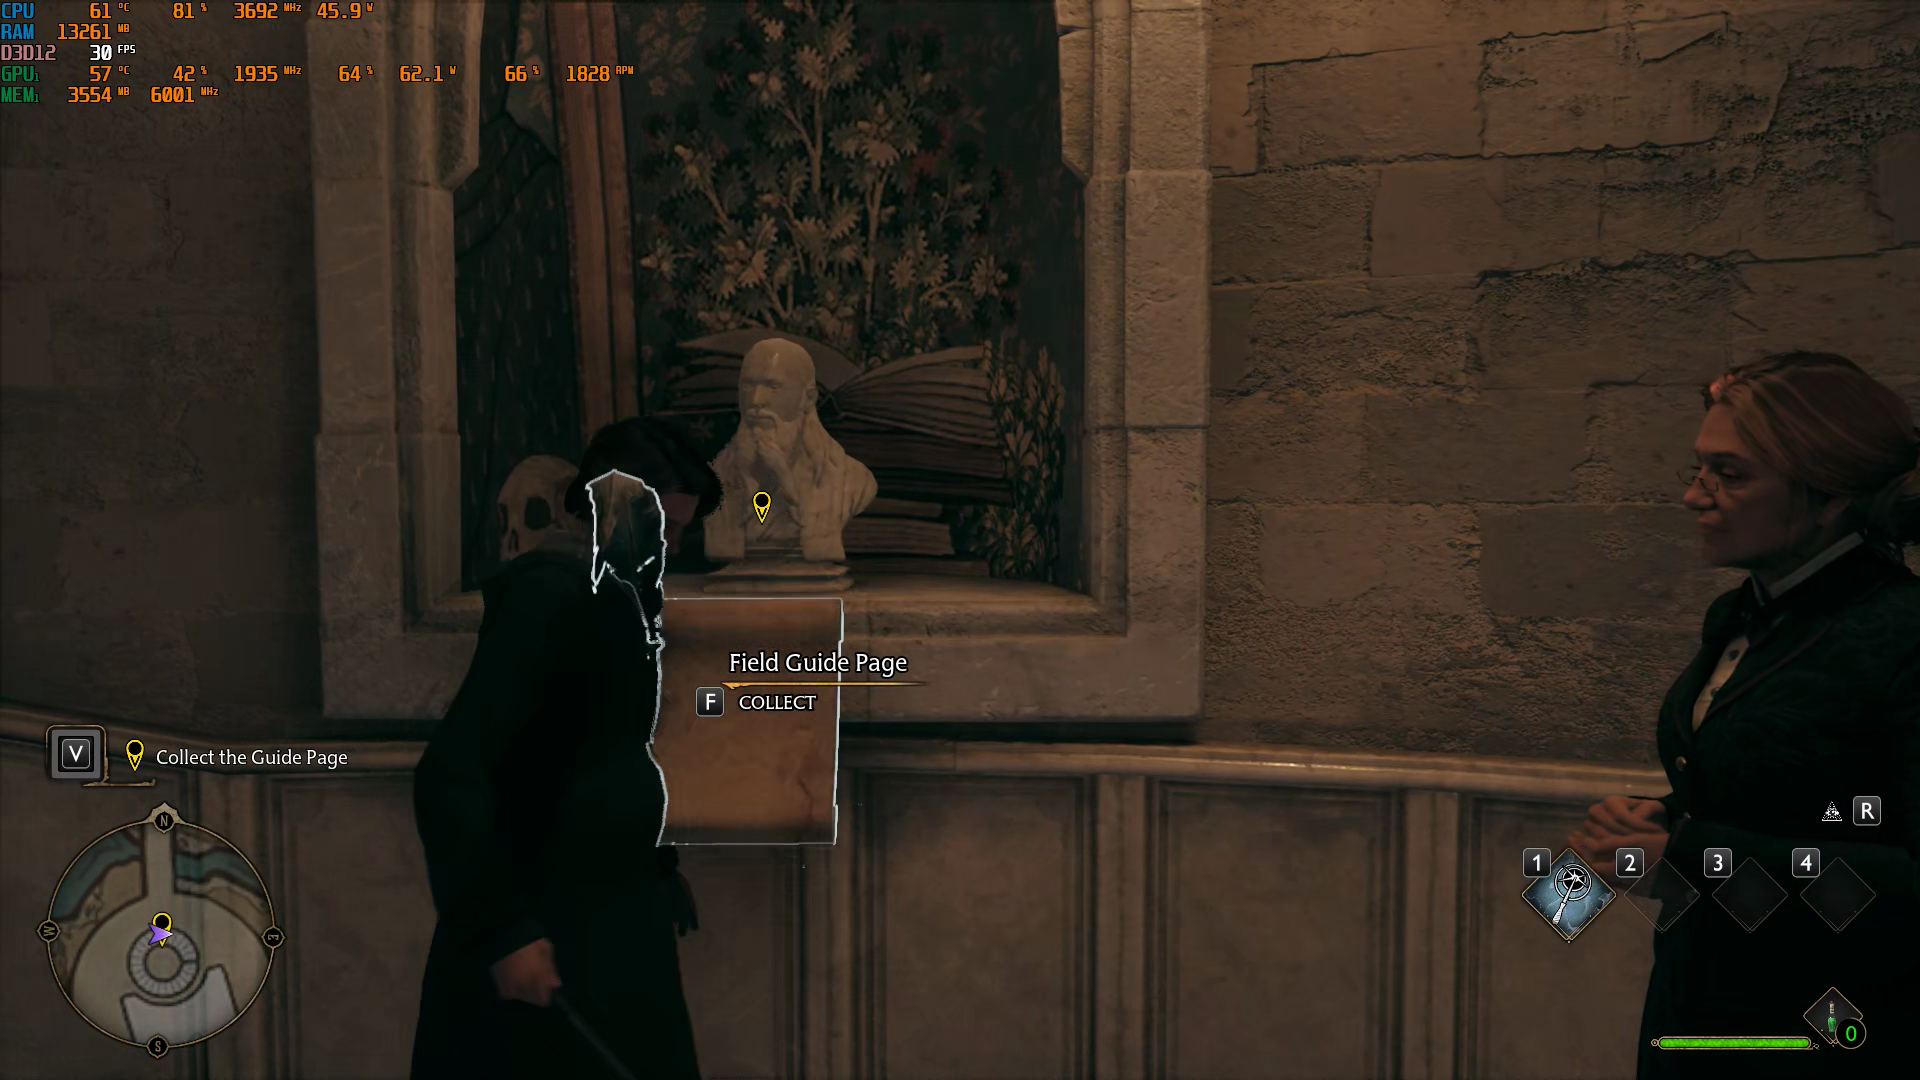 CPU 61 °C 81 % 3692 MHz 45.9 W
RAM 13261 MB
D3D12 30 FPS
GPU1 57 °C 42 % 1935 MHz 64 % 62.1 W 66 % 1828 RPM
MEM1 3554 MB 6001 MHz
Field Guide Page
F COLLECT
V Collect the Guide Page
N
W E
S
R
1 2 3 4
0